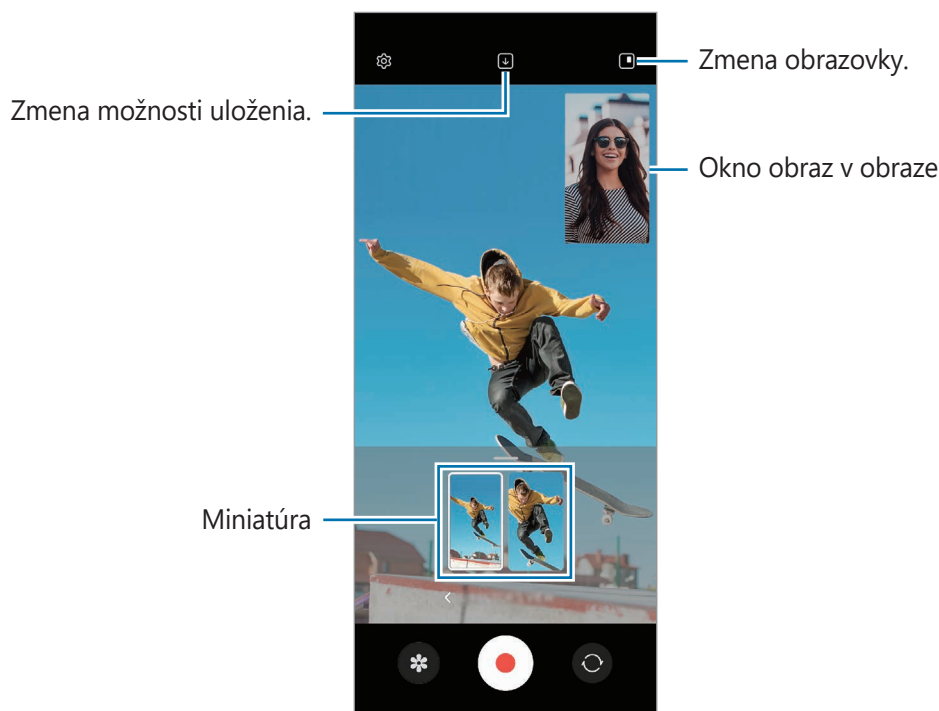 Zmena obrazovky.
Zmena možnosti uloženia.
Okno obraz v obraze
Miniatúra